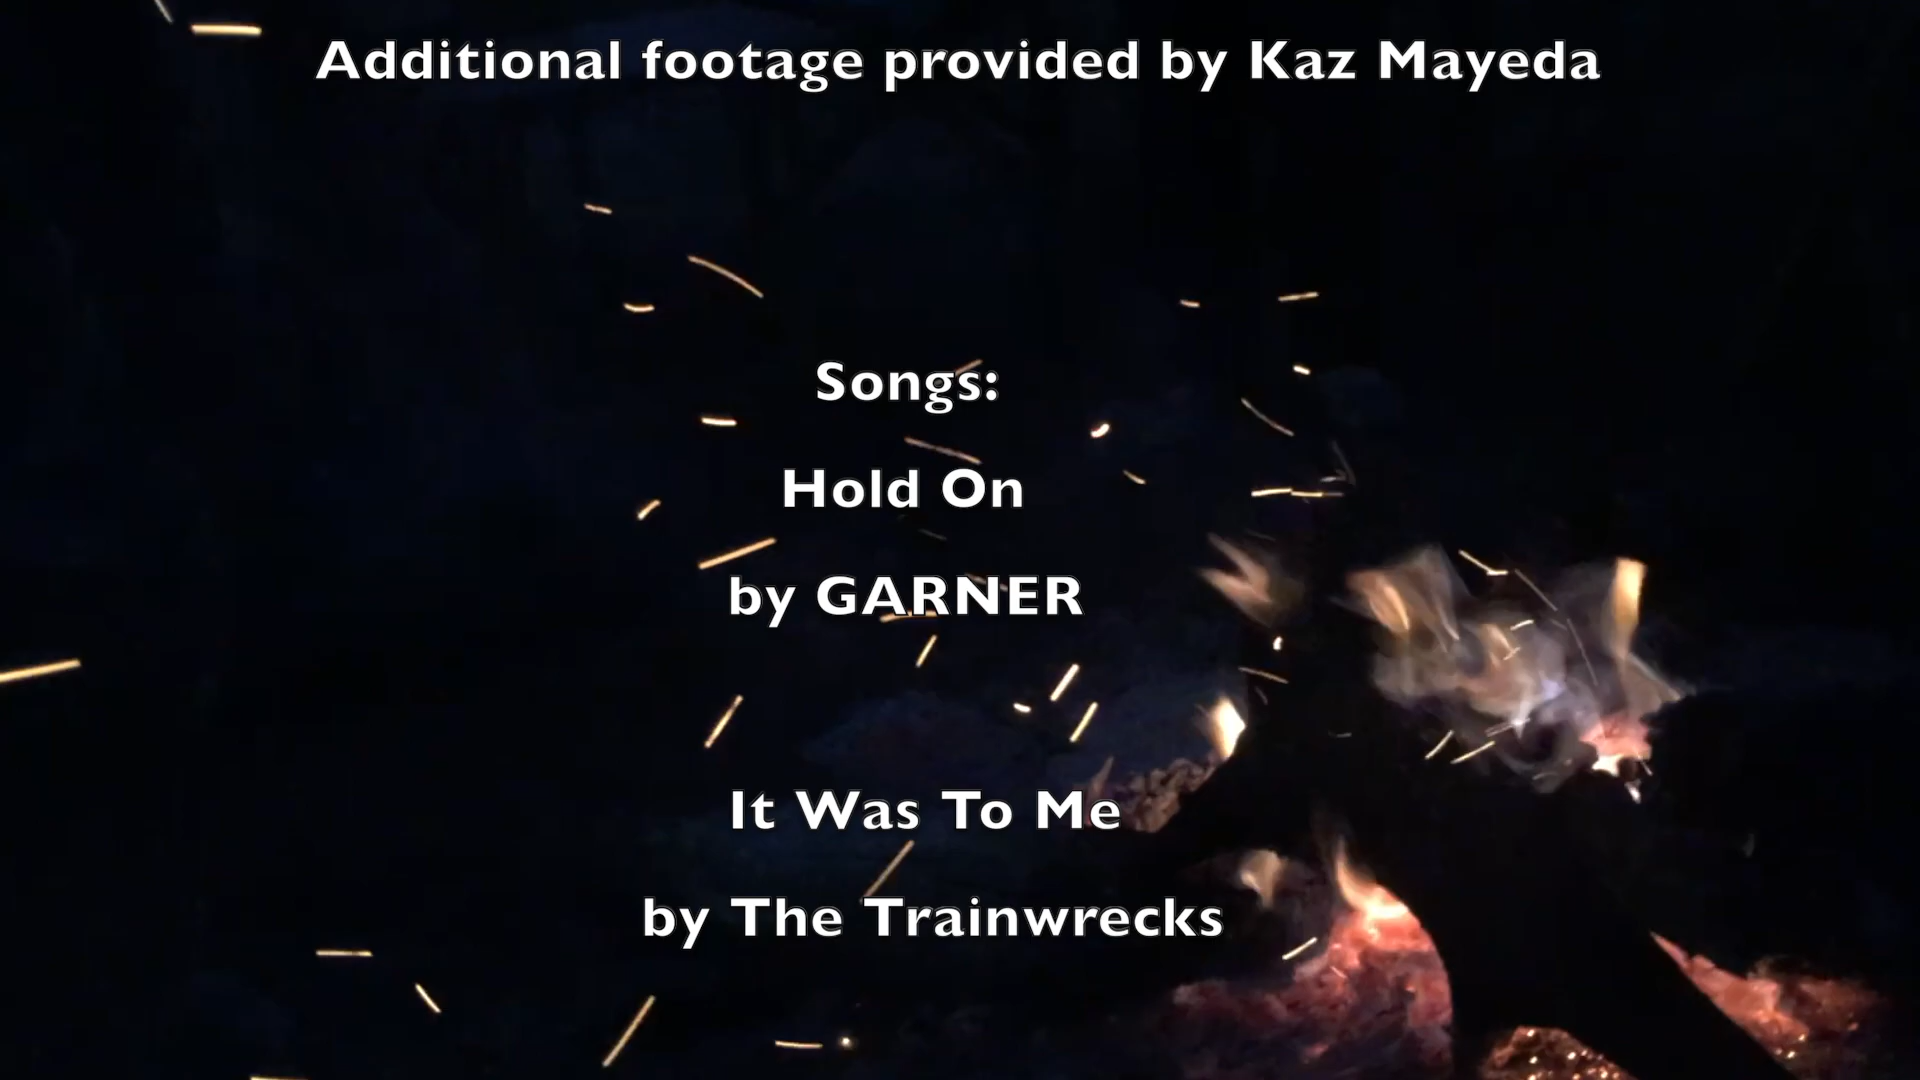 Additional footage provided by Kaz Mayeda
Songs:
Hold On
by GARNER
It Was To Me
by The Trainwrecks